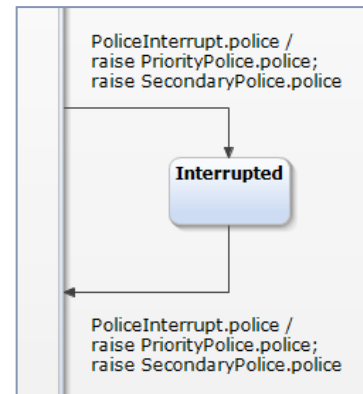 PoliceInterrupt.police /
raise PriorityPolice.police;
raise SecondaryPolice.police
Interrupted
PoliceInterrupt.police /
raise PriorityPolice.police;
raise SecondaryPolice.police